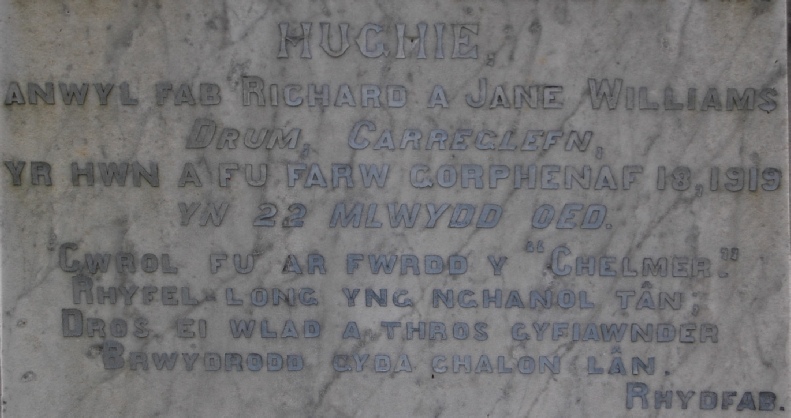 HUGHIE,
ANWYL FAB RICHARD A JANE WILLIAMS
DRUM, CARREGLEFN,
YR HWN A FU FARW GORPHENAF 18, 1919
YN 22 MLWYDD OED.
"GWROL FU AR FWRDD Y "CHELMER."
RHYFEL-LONG YNG NGHANOL TÂN;
DROS EI WLAD A THROS GYFIAWNDER
BRWYDRODD GYDA CHALON LÂN.
RHYDFAB.